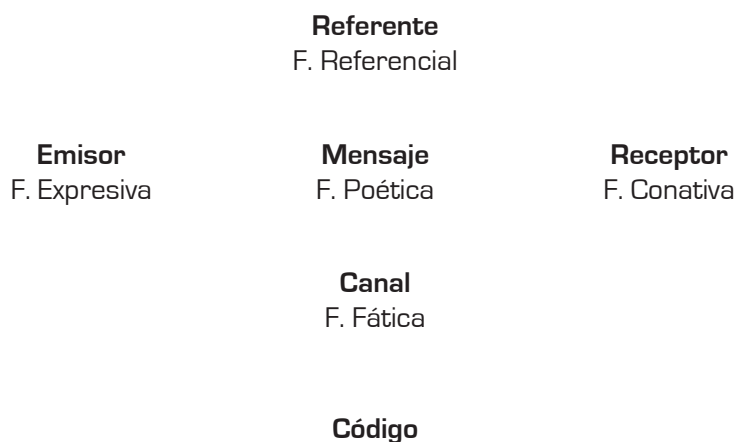 Referente
F. Referencial
Emisor
F. Expresiva
Mensaje
F. Poética
Receptor
F. Conativa
Canal
F. Fática
Código